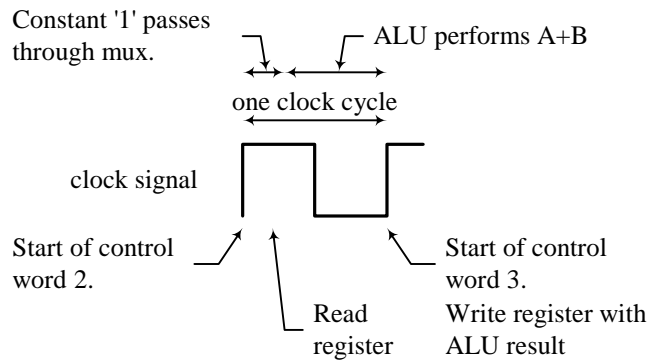 Constant '1' passes
through mux.
ALU performs A+B
one clock cycle
clock signal
Start of control
word 2.
Read
register
Start of control
word 3.
Write register with
ALU result